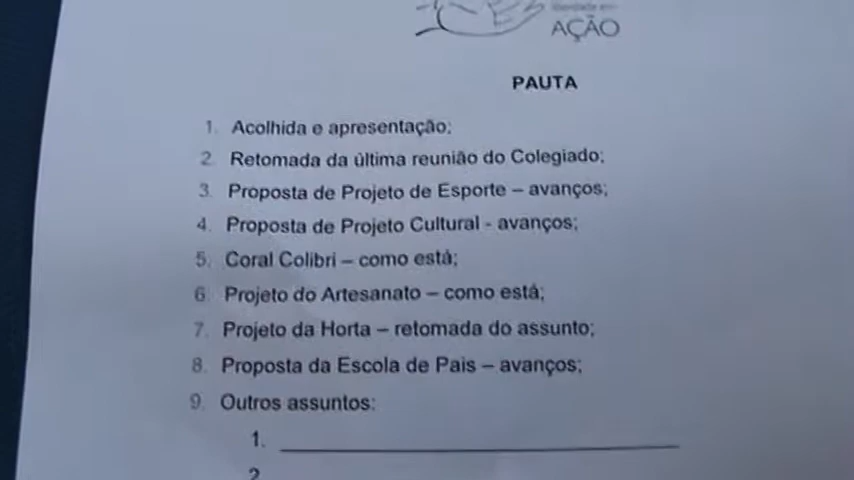 AÇÃO
PAUTA
1. Acolhida e apresentação;
2. Retomada da última reunião do Colegiado;
3. Proposta de Projeto de Esporte – avanços;
4. Proposta de Projeto Cultural - avanços;
5. Coral Colibri – como está;
6. Projeto do Artesanato – como está;
7. Projeto da Horta – retomada do assunto;
8. Proposta da Escola de Pais – avanços;
9. Outros assuntos:
1.
2